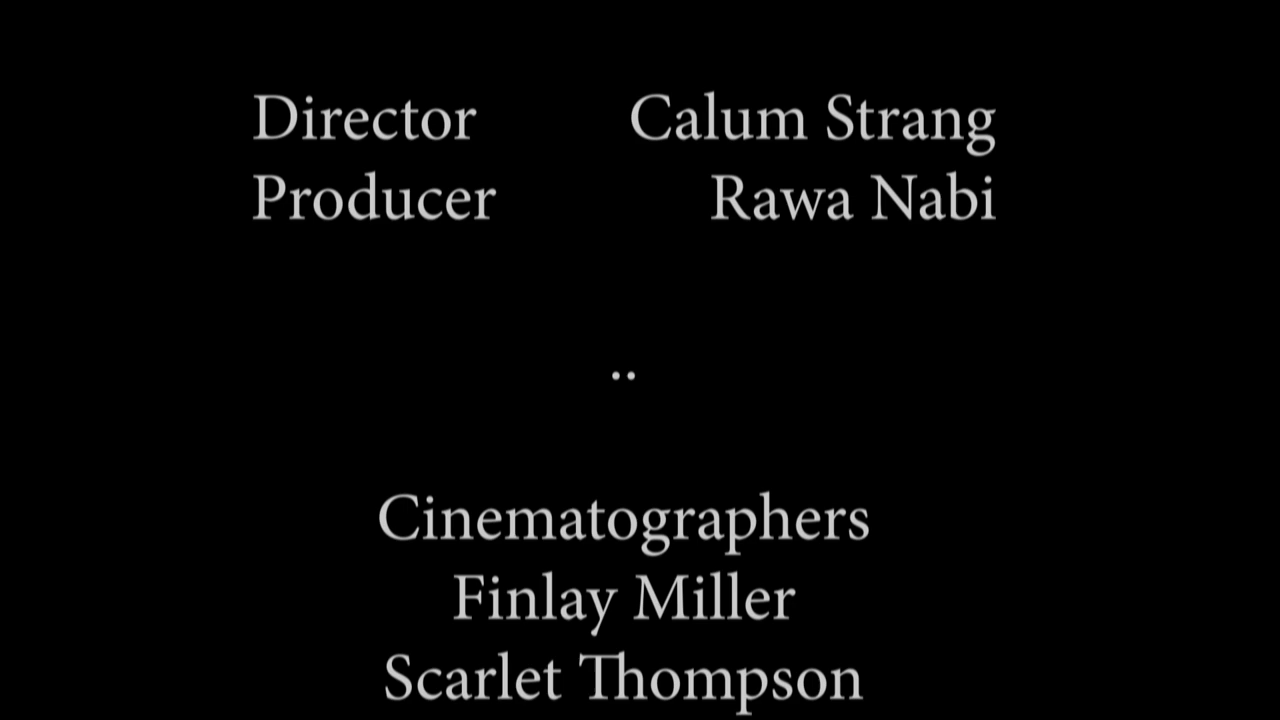 Director Calum Strang
Producer Rawa Nabi
..
Cinematographers
Finlay Miller
Scarlet Thompson